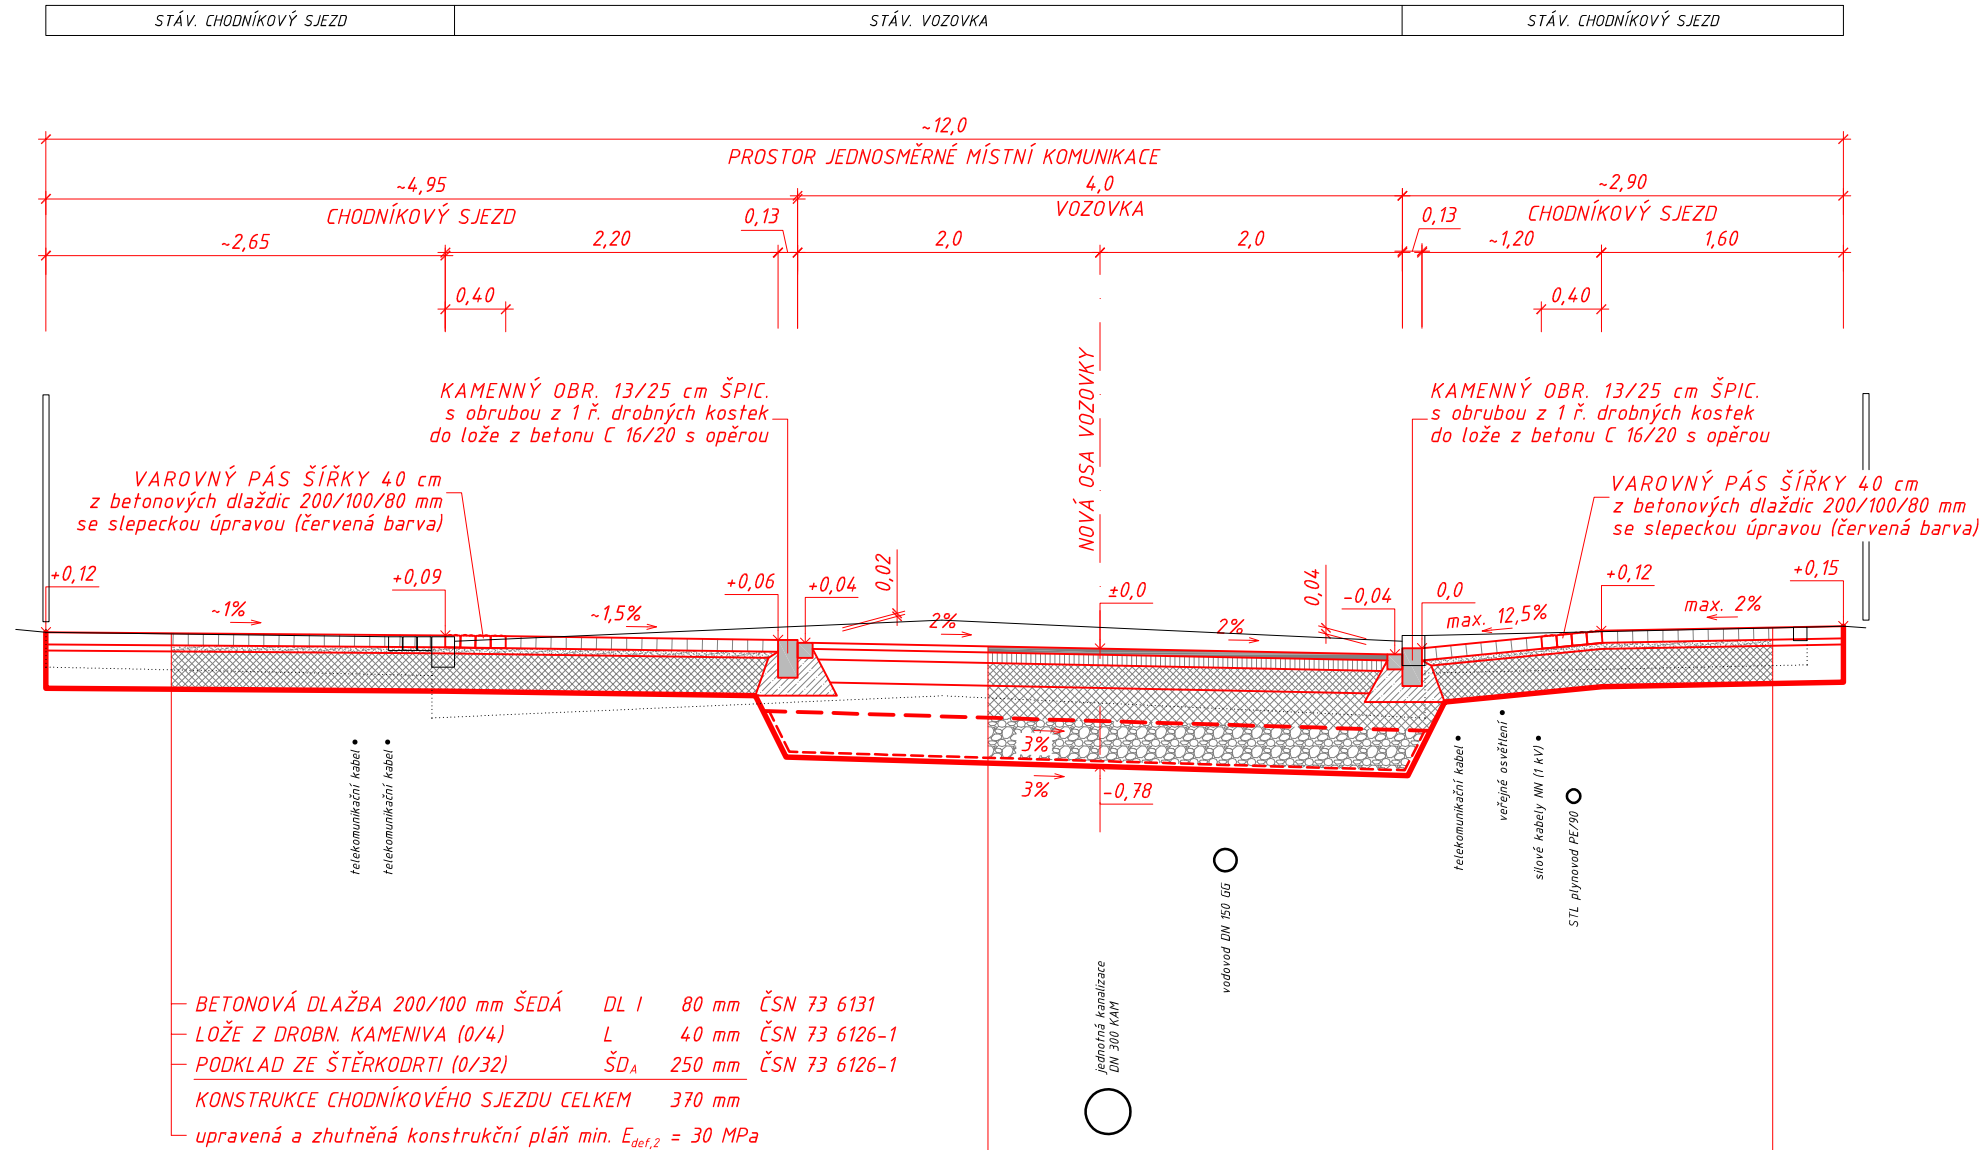 STÁV. CHODNÍKOVÝ SJEZD
STÁV. VOZOVKA
STÁV. CHODNÍKOVÝ SJEZD
~12,0
PROSTOR JEDNOSMĚRNÉ MÍSTNÍ KOMUNIKACE
~4,95
4,0
~2,90
CHODNÍKOVÝ SJEZD
0,13
VOZOVKA
0,13
CHODNÍKOVÝ SJEZD
~2,65
2,20
2,0
2,0
~1,20
1,60
0,40
0,40
NOVÁ OSA VOZOVKY
KAMENNÝ OBR. 13/25 cm ŠPIC.
s obrubou z 1 ř. drobných kostek
do lože z betonu C 16/20 s opěrou
KAMENNÝ OBR. 13/25 cm ŠPIC.
s obrubou z 1 ř. drobných kostek
do lože z betonu C 16/20 s opěrou
VAROVNÝ PÁS ŠÍŘKY 40 cm
z betonových dlaždic 200/100/80 mm
se slepeckou úpravou (červená barva)
VAROVNÝ PÁS ŠÍŘKY 40 cm
z betonových dlaždic 200/100/80 mm
se slepeckou úpravou (červená barva)
+0,12
+0,09
+0,06
+0,04
0,02
±0,0
0,04
-0,04
0,0
+0,12
+0,15
~1%
~1,5%
2%
2%
max. 12,5%
max. 2%
3%
3%
-0,78
telekomunikační kabel
telekomunikační kabel
telekomunikační kabel
veřejné osvětlení
silové kabely NN (1 kV)
STL plynovod PE/90
vodovod DN 150 GG
jednotná kanalizace
DN 300 KAM
BETONOVÁ DLAŽBA 200/100 mm ŠEDÁ DL I 80 mm ČSN 73 6131
LOŽE Z DROBN. KAMENIVA (0/4) L 40 mm ČSN 73 6126-1
PODKLAD ZE ŠTĚRKODRTI (0/32) ŠDA 250 mm ČSN 73 6126-1
KONSTRUKCE CHODNÍKOVÉHO SJEZDU CELKEM 370 mm
upravená a zhutněná konstrukční pláň min. Edef,2 = 30 MPa